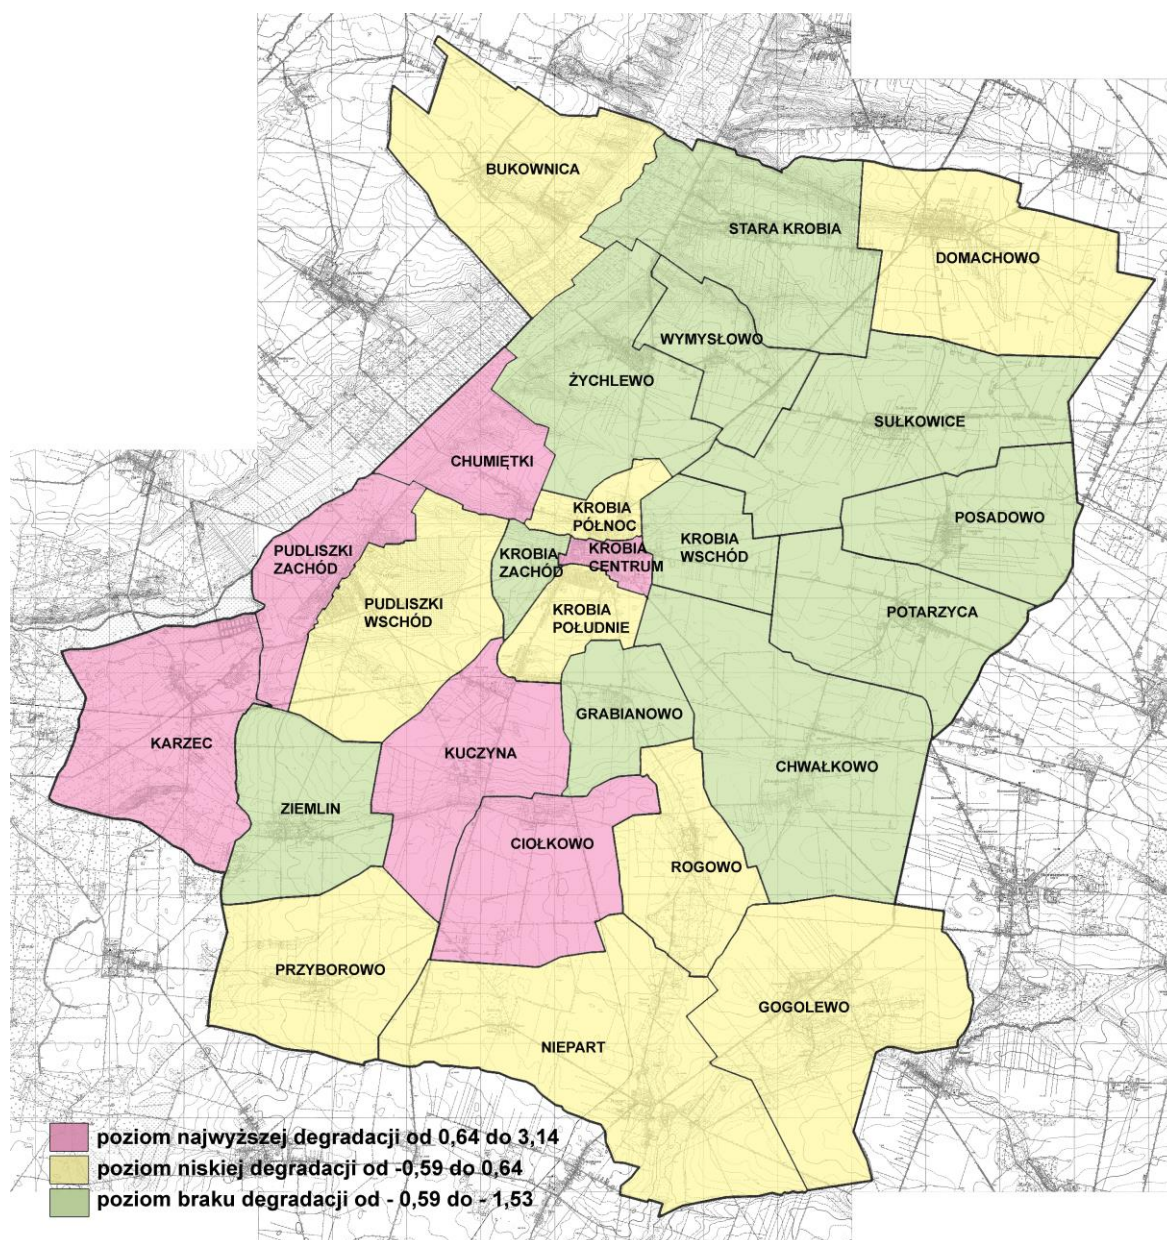 BUKOWNICA
STARA KROBIA
DOMACHOWO
WYMYSŁOWO
ŻYCHLEWO
SUŁKOWICE
CHUMIĘTKI
KROBIA
PÓŁNOC
POSADOWO
PUDLISZKI
ZACHÓD
KROBIA
ZACHÓD
KROBIA
CENTRUM
KROBIA
WSCHÓD
PUDLISZKI
WSCHÓD
KROBIA
POŁUDNIE
POTARZYCA
GRABIANOWO
KARZEC
KUCZYNA
CHWAŁKOWO
ZIEMLIN
CIOŁKOWO
ROGOWO
PRZYBOROWO
GOGOLEWO
NIEPART
poziom najwyższej degradacji od 0,64 do 3,14
poziom niskiej degradacji od -0,59 do 0,64
poziom braku degradacji od - 0,59 do - 1,53